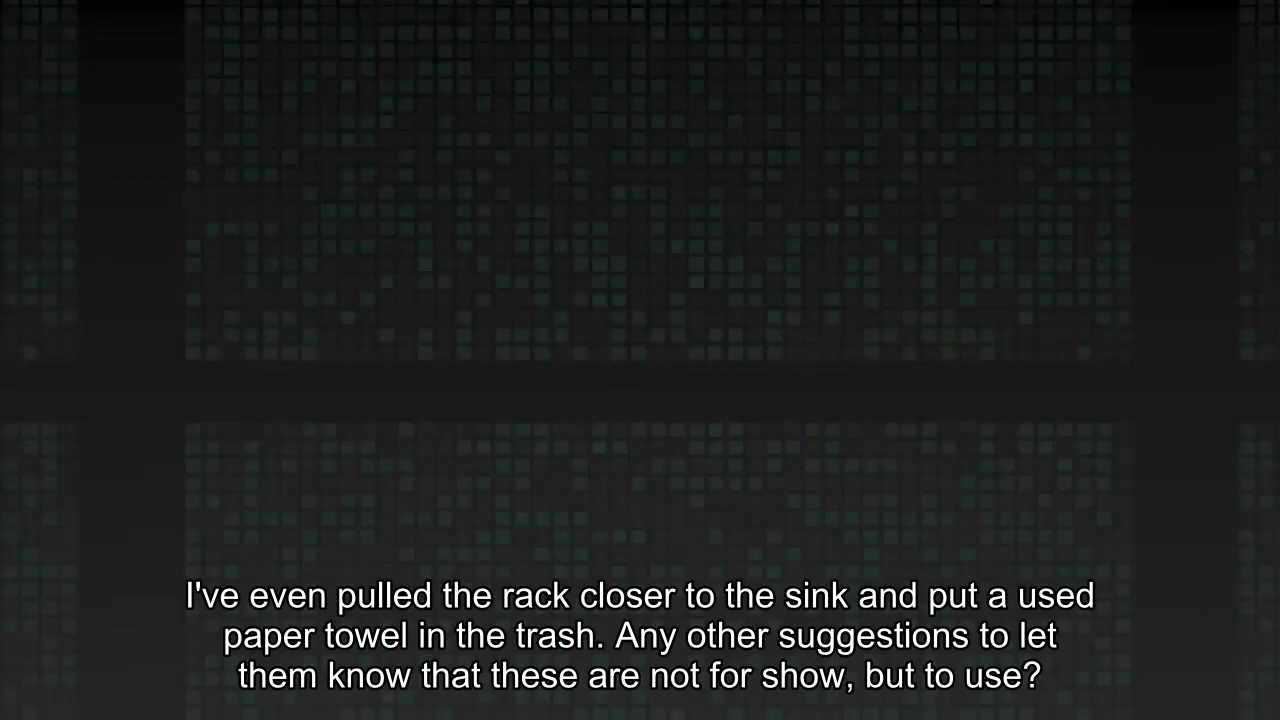 I've even pulled the rack closer to the sink and put a used
paper towel in the trash. Any other suggestions to let
them know that these are not for show, but to use?